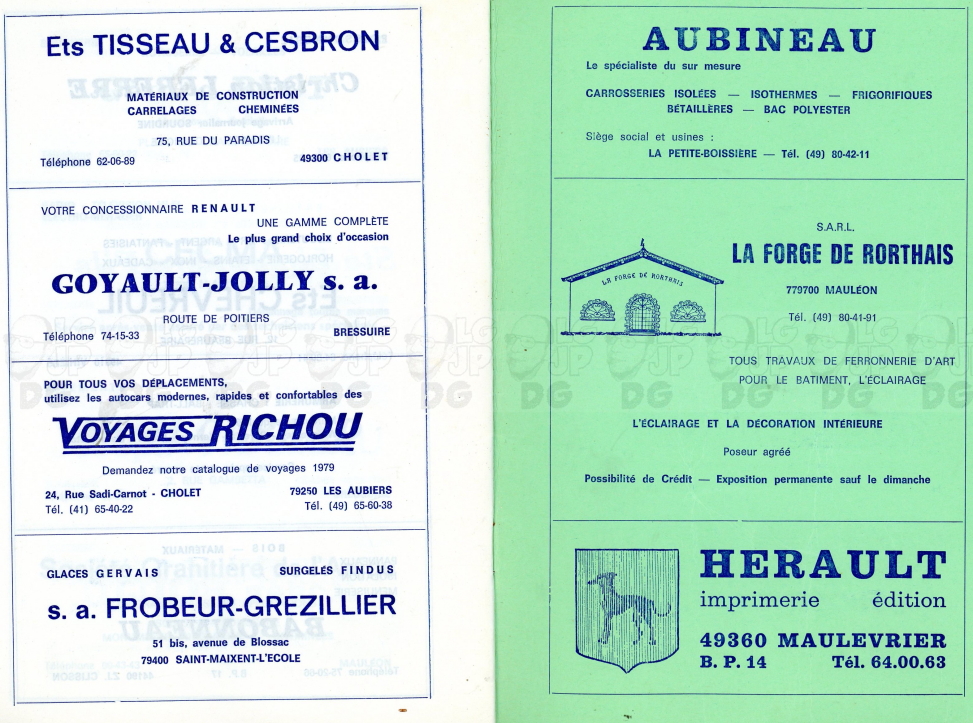 Ets TISSEAU & CESBRON
MATÉRIAUX DE CONSTRUCTION
CARRELAGES CHEMINÉES
75, RUE DU PARADIS
Téléphone 62-06-89 49300 CHOLET
VOTRE CONCESSIONNAIRE RENAULT
UNE GAMME COMPLÈTE
Le plus grand choix d'occasion
GOYAULT-JOLLY s. a.
ROUTE DE POITIERS
Téléphone 74-15-33 BRESSUIRE
POUR TOUS VOS DÉPLACEMENTS,
utilisez les autocars modernes, rapides et confortables des
VOYAGES RICHOU
Demandez notre catalogue de voyages 1979
24, Rue Sadi-Carnot - CHOLET 79250 LES AUBIERS
Tél. (41) 65-40-22 Tél. (49) 65-60-38
GLACES GERVAIS SURGELÉS FINDUS
s. a. FROBEUR-GREZILLIER
51 bis, avenue de Blossac
79400 SAINT-MAIXENT-L'ECOLE
AUBINEAU
Le spécialiste du sur mesure
CARROSSERIES ISOLÉES — ISOTHERMES — FRIGORIFIQUES
BÉTAILLÈRES — BAC POLYESTER
Siège social et usines :
LA PETITE-BOISSIÈRE — Tél. (49) 80-42-11
S.A.R.L.
LA FORGE DE RORTHAIS
LA FORGE DE RORTHAIS
779700 MAULÉON
Tél. (49) 80-41-91
TOUS TRAVAUX DE FERRONNERIE D'ART
POUR LE BATIMENT, L'ÉCLAIRAGE
L'ÉCLAIRAGE ET LA DÉCORATION INTÉRIEURE
Poseur agréé
Possibilité de Crédit — Exposition permanente sauf le dimanche
HERAULT
imprimerie édition
49360 MAULEVRIER
B. P. 14 Tél. 64.00.63